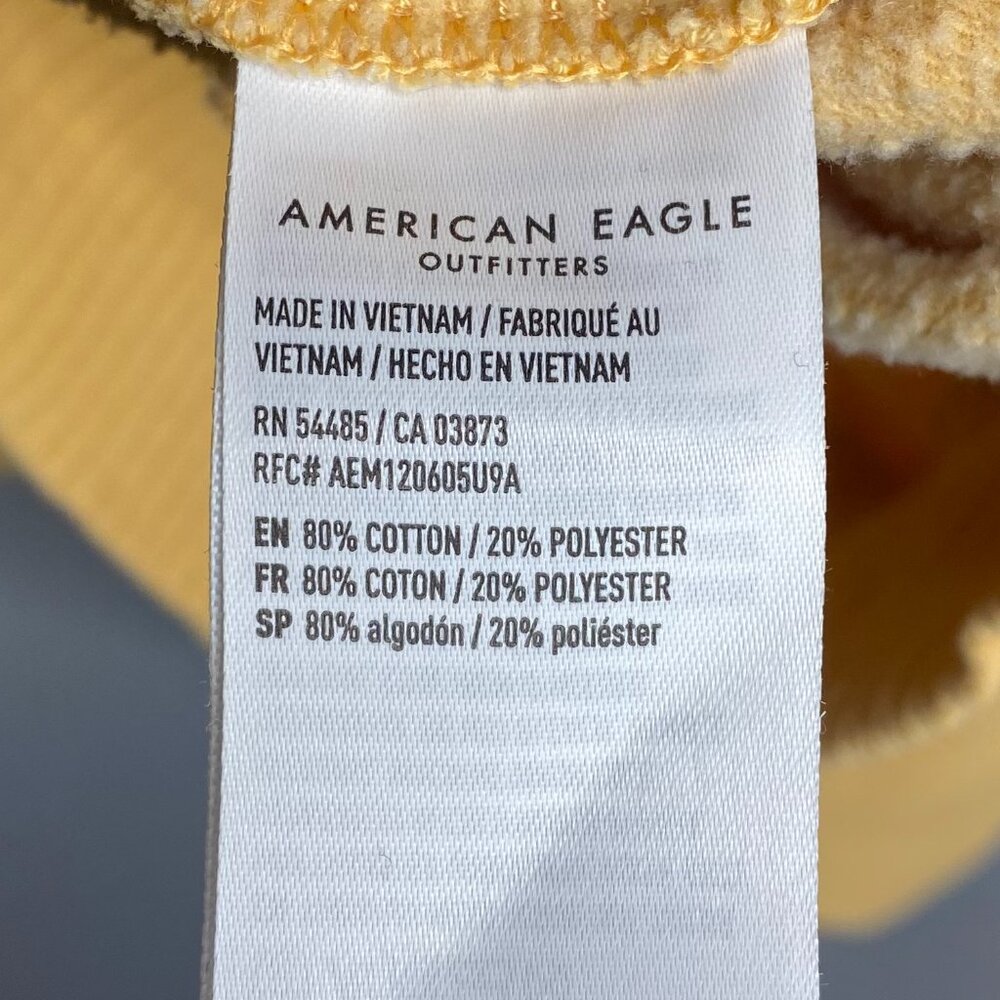 AMERICAN EAGLE
OUTFITTERS
MADE IN VIETNAM / FABRIQUÉ AU
VIETNAM / HECHO EN VIETNAM
RN 54485 / CA 03873
RFC# AEM120605U9A
EN 80% COTTON / 20% POLYESTER
FR 80% COTON / 20% POLYESTER
SP 80% algodón / 20% poliéster